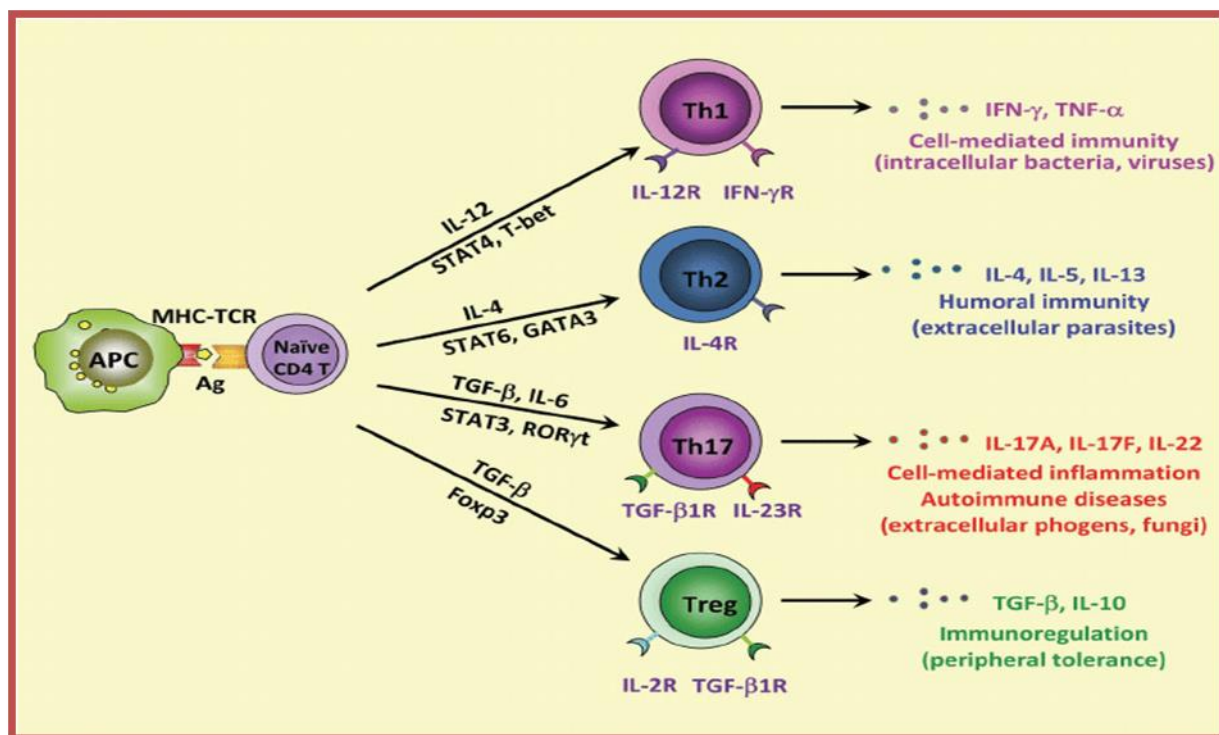 APC
MHC-TCR
Ag
Naïve
CD4 T
IL-12
STAT4, T-bet
IL-4
STAT6, GATA3
TGF-β, IL-6
STAT3, RORγt
TGF-β
Foxp3
Th1
IL-12R IFN-γR
IFN-γ, TNF-α
Cell-mediated immunity
(intracellular bacteria, viruses)
Th2
IL-4R
IL-4, IL-5, IL-13
Humoral immunity
(extracellular parasites)
Th17
TGF-β1R IL-23R
IL-17A, IL-17F, IL-22
Cell-mediated inflammation
Autoimmune diseases
(extracellular phogens, fungi)
Treg
IL-2R TGF-β1R
TGF-β, IL-10
Immunoregulation
(peripheral tolerance)